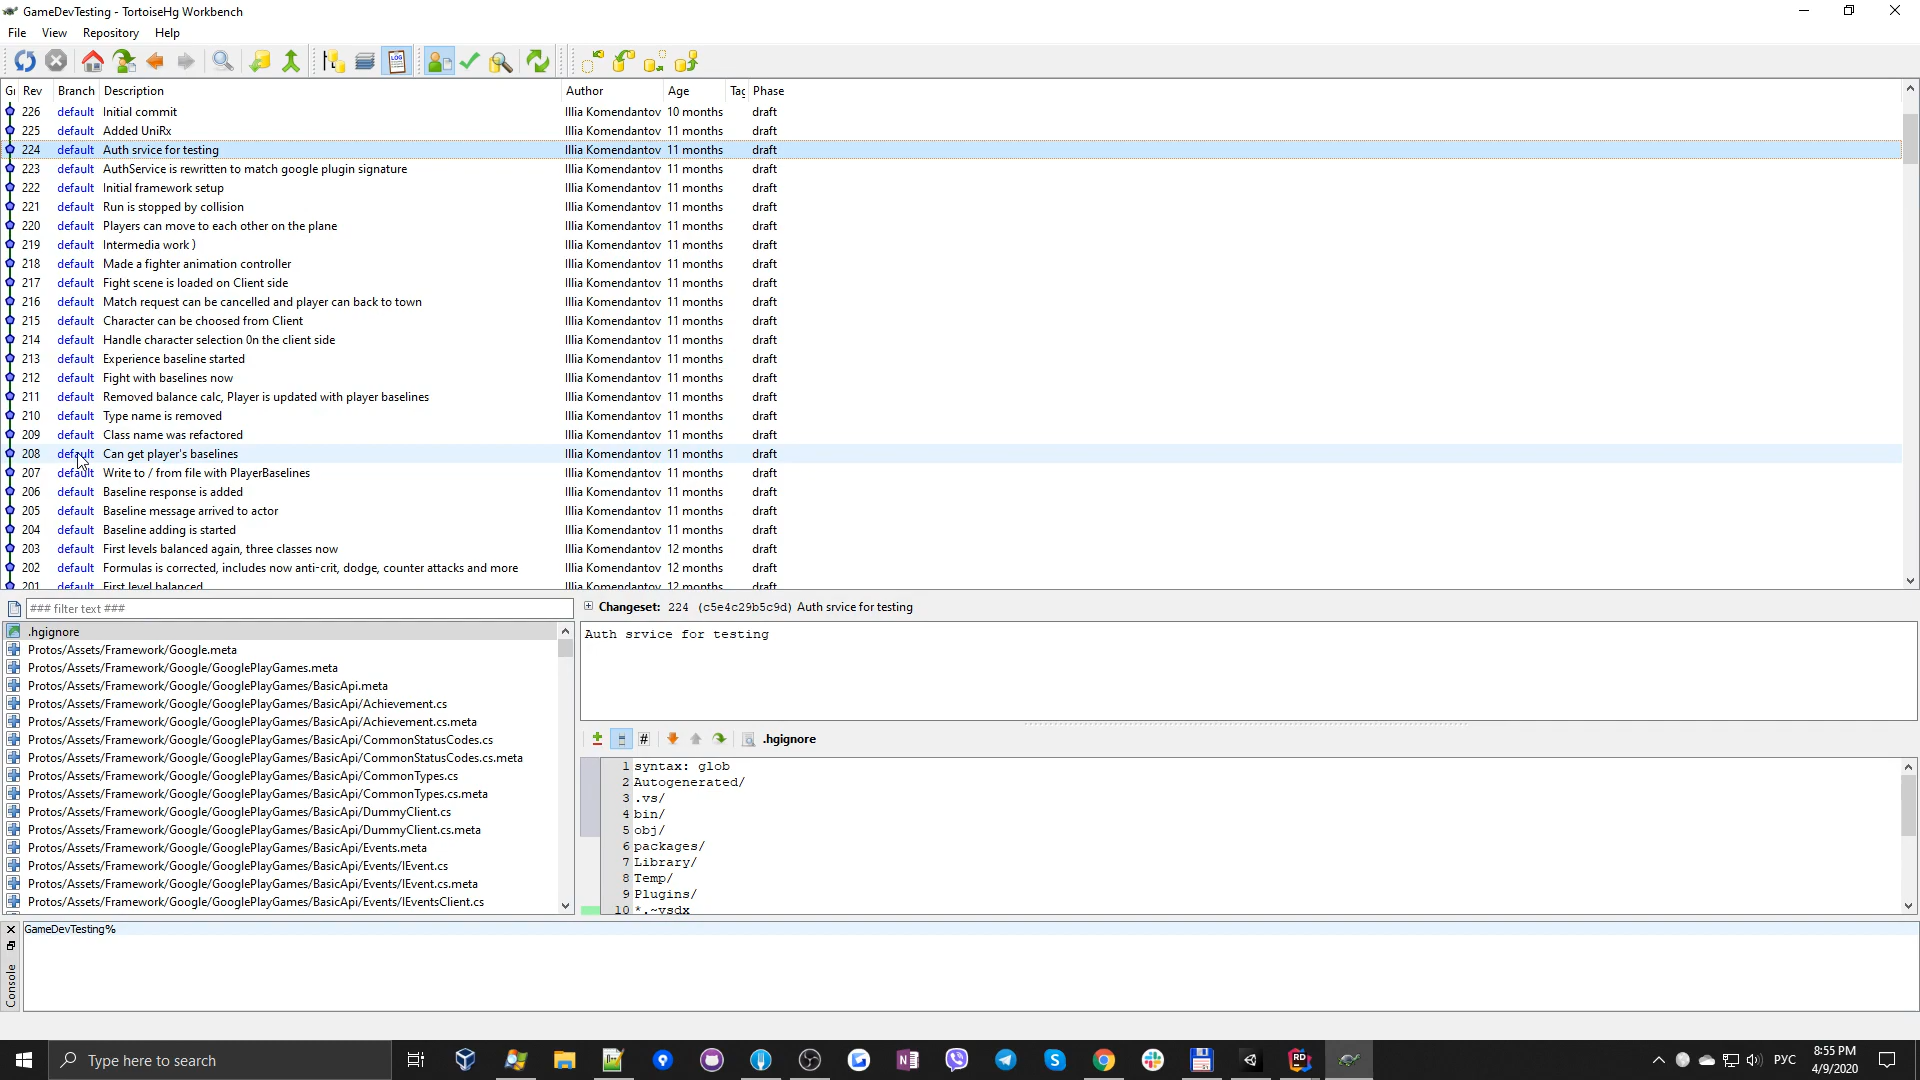 GameDevTesting - TortoiseHg Workbench
File View Repository Help
LOG
Gr Rev Branch Description Author Age Tag Phase
226 default Initial commit Illia Komendantov 10 months draft
225 default Added UniRx Illia Komendantov 11 months draft
224 default Auth srvice for testing Illia Komendantov 11 months draft
223 default AuthService is rewritten to match google plugin signature Illia Komendantov 11 months draft
222 default Initial framework setup Illia Komendantov 11 months draft
221 default Run is stopped by collision Illia Komendantov 11 months draft
220 default Players can move to each other on the plane Illia Komendantov 11 months draft
219 default Intermedia work ) Illia Komendantov 11 months draft
218 default Made a fighter animation controller Illia Komendantov 11 months draft
217 default Fight scene is loaded on Client side Illia Komendantov 11 months draft
216 default Match request can be cancelled and player can back to town Illia Komendantov 11 months draft
215 default Character can be choosed from Client Illia Komendantov 11 months draft
214 default Handle character selection 0n the client side Illia Komendantov 11 months draft
213 default Experience baseline started Illia Komendantov 11 months draft
212 default Fight with baselines now Illia Komendantov 11 months draft
211 default Removed balance calc, Player is updated with player baselines Illia Komendantov 11 months draft
210 default Type name is removed Illia Komendantov 11 months draft
209 default Class name was refactored Illia Komendantov 11 months draft
208 default Can get player's baselines Illia Komendantov 11 months draft
207 default Write to / from file with PlayerBaselines Illia Komendantov 11 months draft
206 default Baseline response is added Illia Komendantov 11 months draft
205 default Baseline message arrived to actor Illia Komendantov 11 months draft
204 default Baseline adding is started Illia Komendantov 11 months draft
203 default First levels balanced again, three classes now Illia Komendantov 12 months draft
202 default Formulas is corrected, includes now anti-crit, dodge, counter attacks and more Illia Komendantov 12 months draft
201 default First level balanced Illia Komendantov 12 months draft
### filter text ###
.hgignore
Protos/Assets/Framework/Google.meta
Protos/Assets/Framework/Google/GooglePlayGames.meta
Protos/Assets/Framework/Google/GooglePlayGames/BasicApi.meta
Protos/Assets/Framework/Google/GooglePlayGames/BasicApi/Achievement.cs
Protos/Assets/Framework/Google/GooglePlayGames/BasicApi/Achievement.cs.meta
Protos/Assets/Framework/Google/GooglePlayGames/BasicApi/CommonStatusCodes.cs
Protos/Assets/Framework/Google/GooglePlayGames/BasicApi/CommonStatusCodes.cs.meta
Protos/Assets/Framework/Google/GooglePlayGames/BasicApi/CommonTypes.cs
Protos/Assets/Framework/Google/GooglePlayGames/BasicApi/CommonTypes.cs.meta
Protos/Assets/Framework/Google/GooglePlayGames/BasicApi/DummyClient.cs
Protos/Assets/Framework/Google/GooglePlayGames/BasicApi/DummyClient.cs.meta
Protos/Assets/Framework/Google/GooglePlayGames/BasicApi/Events.meta
Protos/Assets/Framework/Google/GooglePlayGames/BasicApi/Events/IEvent.cs
Protos/Assets/Framework/Google/GooglePlayGames/BasicApi/Events/IEvent.cs.meta
Protos/Assets/Framework/Google/GooglePlayGames/BasicApi/Events/IEventsClient.cs
Changeset: 224 (c5e4c29b5c9d) Auth srvice for testing
Auth srvice for testing
# .hgignore
1 syntax: glob
2 Autogenerated/
3 .vs/
4 bin/
5 obj/
6 packages/
7 Library/
8 Temp/
9 Plugins/
10 *.~vsdx
GameDevTesting%
Console
Type here to search
РУС
8:55 PM
4/9/2020